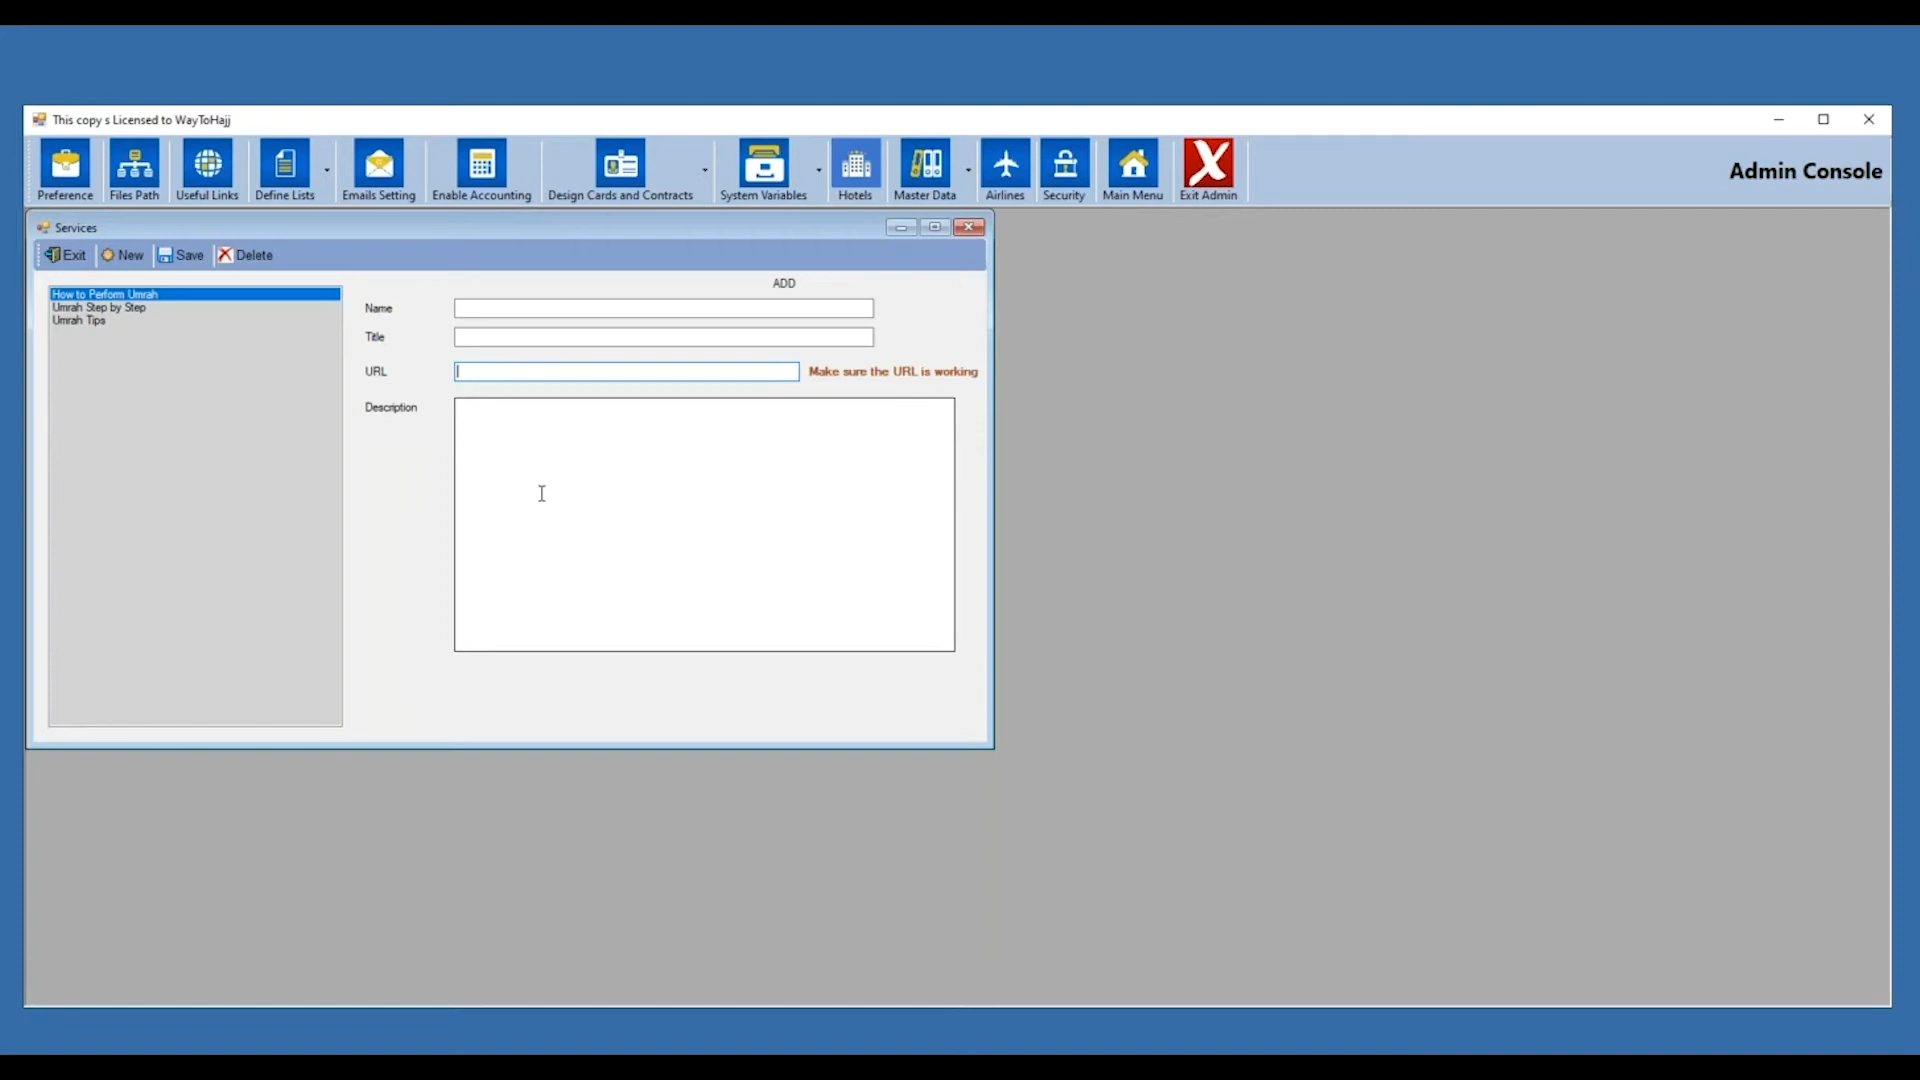 This copy s Licensed to WayToHajj
Preference Files Path Useful Links Define Lists Emails Setting Enable Accounting Design Cards and Contracts System Variables Hotels Master Data Airlines Security Main Menu Exit Admin
Admin Console
Services
Exit New Save Delete
How to Perform Umrah
Umrah Step by Step
Umrah Tips
ADD
Name
Title
URL Make sure the URL is working
Description